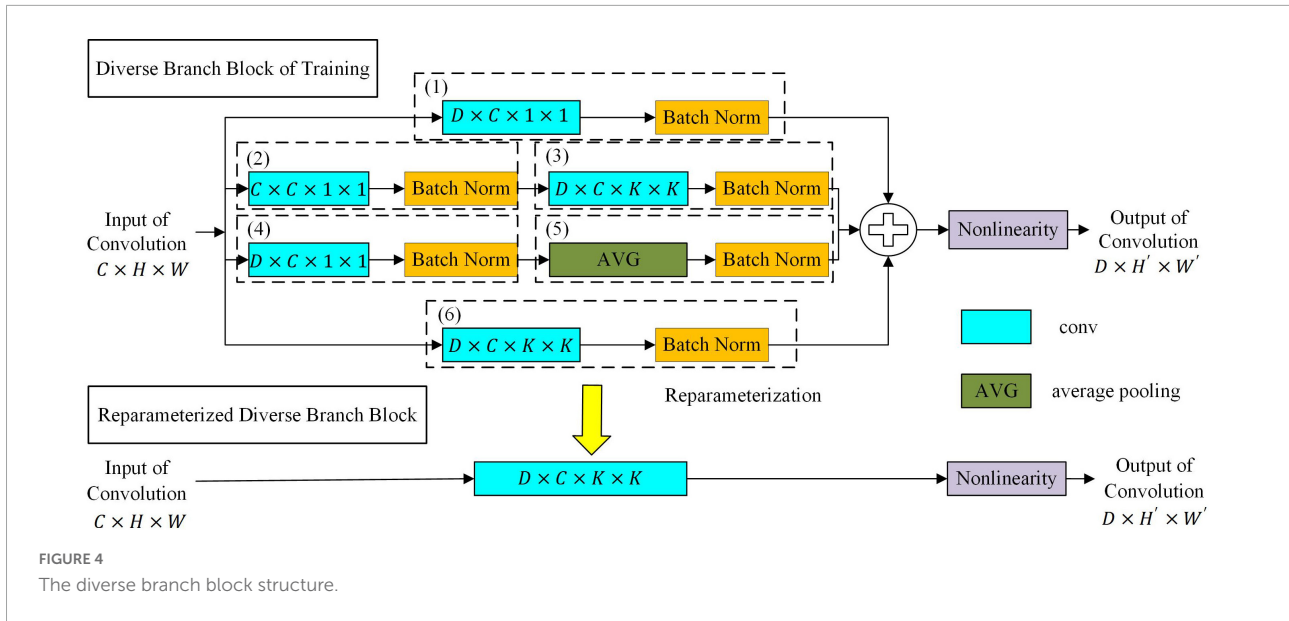 Diverse Branch Block of Training
(1)
D × C × 1 × 1
Batch Norm
(2)
C × C × 1 × 1
Batch Norm
(3)
D × C × K × K
Batch Norm
Input of
Convolution
C × H × W
(4)
D × C × 1 × 1
Batch Norm
(5)
AVG
Batch Norm
Nonlinearity
Output of
Convolution
D × H′ × W′
(6)
D × C × K × K
Batch Norm
conv
AVG
average pooling
Reparameterization
Reparameterized Diverse Branch Block
Input of
Convolution
C × H × W
D × C × K × K
Nonlinearity
Output of
Convolution
D × H′ × W′
FIGURE 4
The diverse branch block structure.